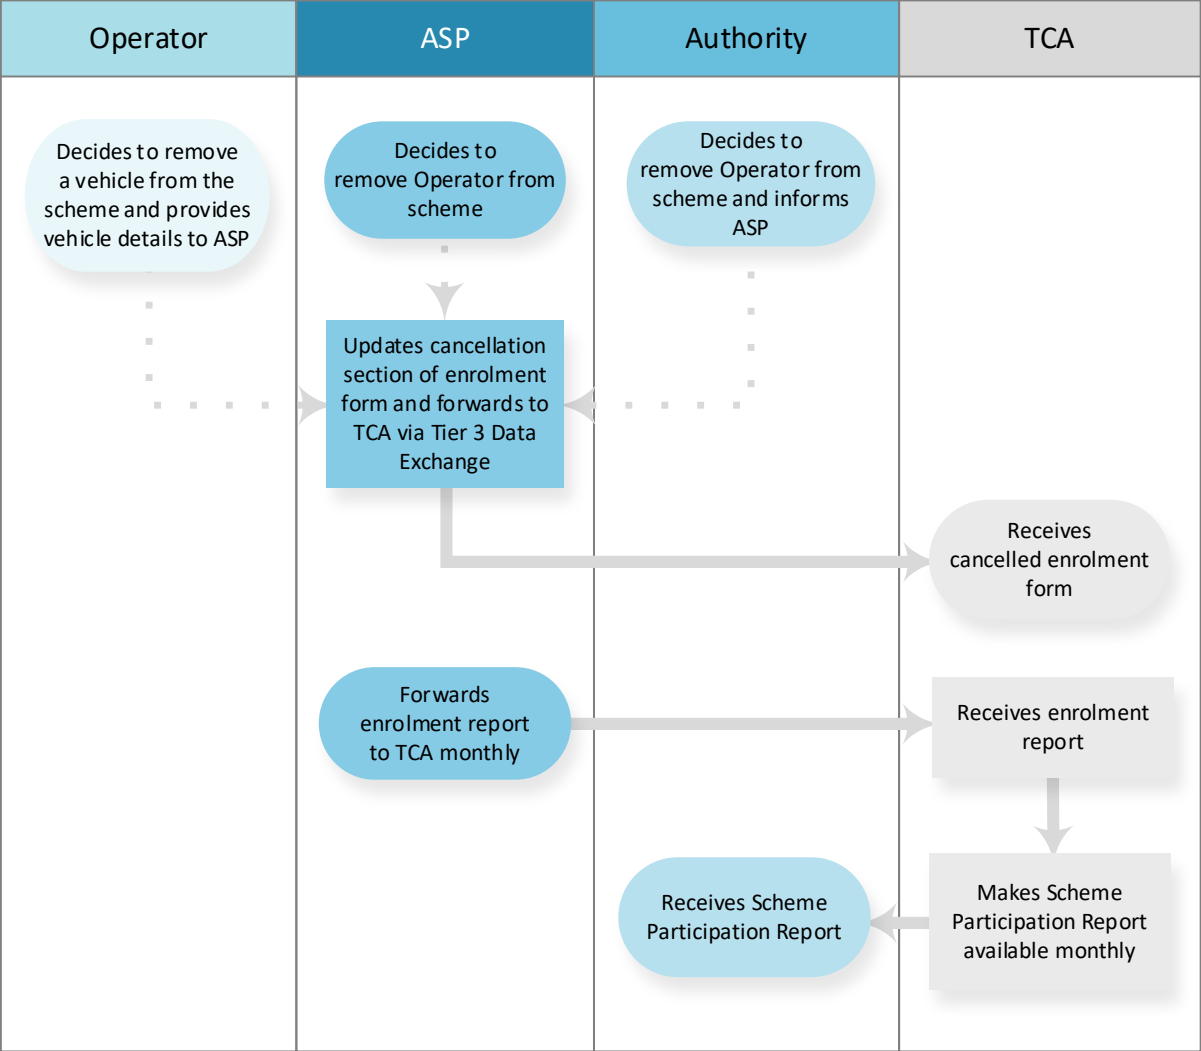 Operator
ASP
Authority
TCA
Decides to remove
a vehicle from the
scheme and provides
vehicle details to ASP
Decides to
remove Operator from
scheme
Decides to
remove Operator from
scheme and informs
ASP
Updates cancellation
section of enrolment
form and forwards to
TCA via Tier 3 Data
Exchange
Receives
cancelled enrolment
form
Forwards
enrolment report
to TCA monthly
Receives enrolment
report
Receives Scheme
Participation Report
Makes Scheme
Participation Report
available monthly